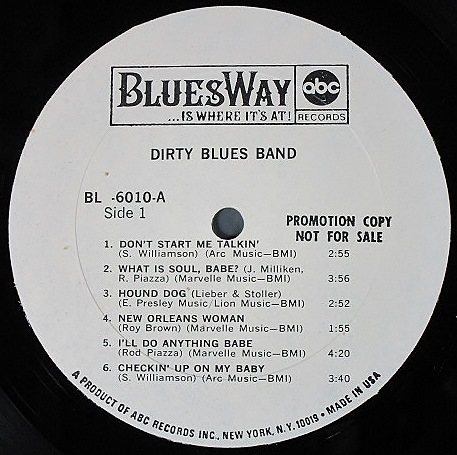 BLUESWAY abc
...IS WHERE IT'S AT! RECORDS
DIRTY BLUES BAND
BL -6010-A
Side 1
PROMOTION COPY
NOT FOR SALE
1. DON'T START ME TALKIN'
(S. Williamson) (Arc Music—BMI) 2:55
2. WHAT IS SOUL, BABE? (J. Milliken,
R. Piazza) (Marvelle Music—BMI) 3:56
3. HOUND DOG (Lieber & Stoller)
(E. Presley Music/Lion Music—BMI) 2:52
4. NEW ORLEANS WOMAN
(Roy Brown) (Marvelle Music—BMI) 1:55
5. I'LL DO ANYTHING BABE
(Rod Piazza) (Marvelle Music—BMI) 4:20
6. CHECKIN' UP ON MY BABY
(S. Williamson) (Arc Music—BMI) 3:40
A PRODUCT OF ABC RECORDS INC., NEW YORK, N.Y. 10019 • MADE IN USA